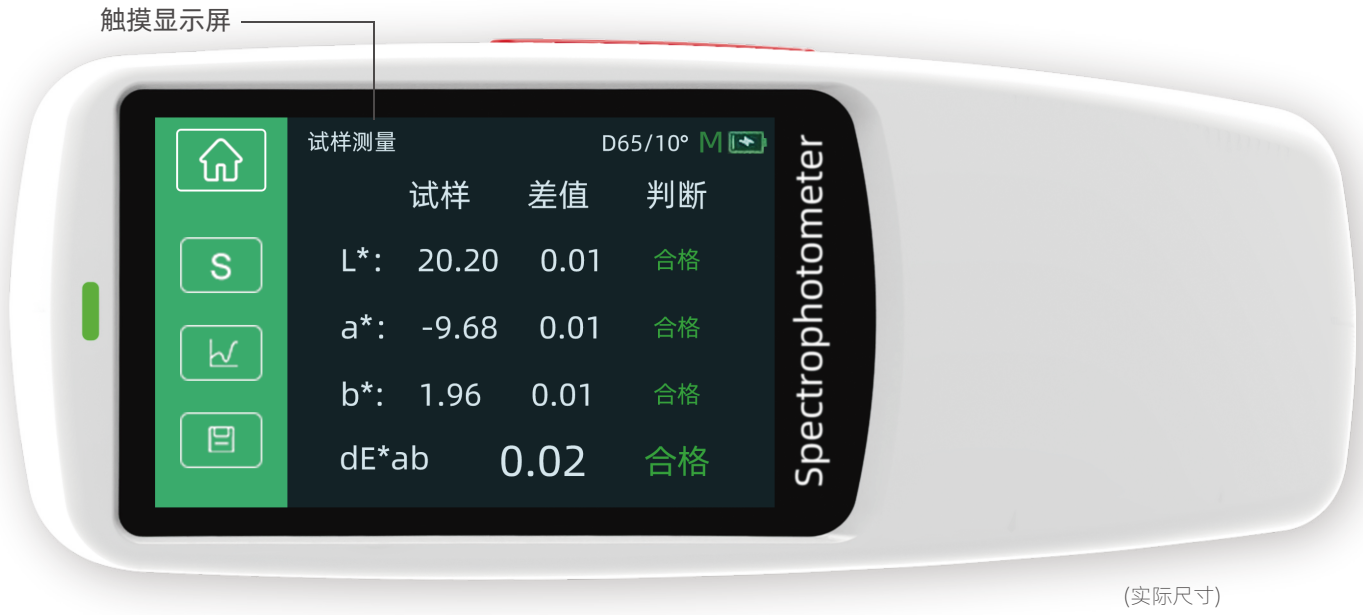 触摸显示屏
试样测量 D65/10° M
试样 差值 判断
L*: 20.20 0.01 合格
a*: -9.68 0.01 合格
b*: 1.96 0.01 合格
dE*ab 0.02 合格
S
Spectrophotometer
(实际尺寸)